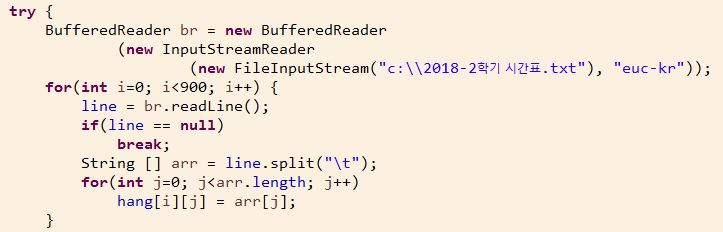 try {
    BufferedReader br = new BufferedReader
            (new InputStreamReader
                    (new FileInputStream("c:\\2018-2학기 시간표.txt"), "euc-kr"));
    for(int i=0; i<900; i++) {
        line = br.readLine();
        if(line == null)
            break;
        String [] arr = line.split("\t");
        for(int j=0; j<arr.length; j++)
            hang[i][j] = arr[j];
    }